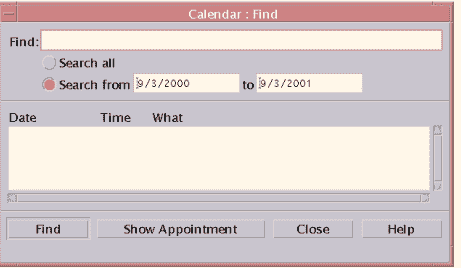 Calendar : Find
Find:
Search all
Search from 9/3/2000 to 9/3/2001
Date Time What
Find Show Appointment Close Help